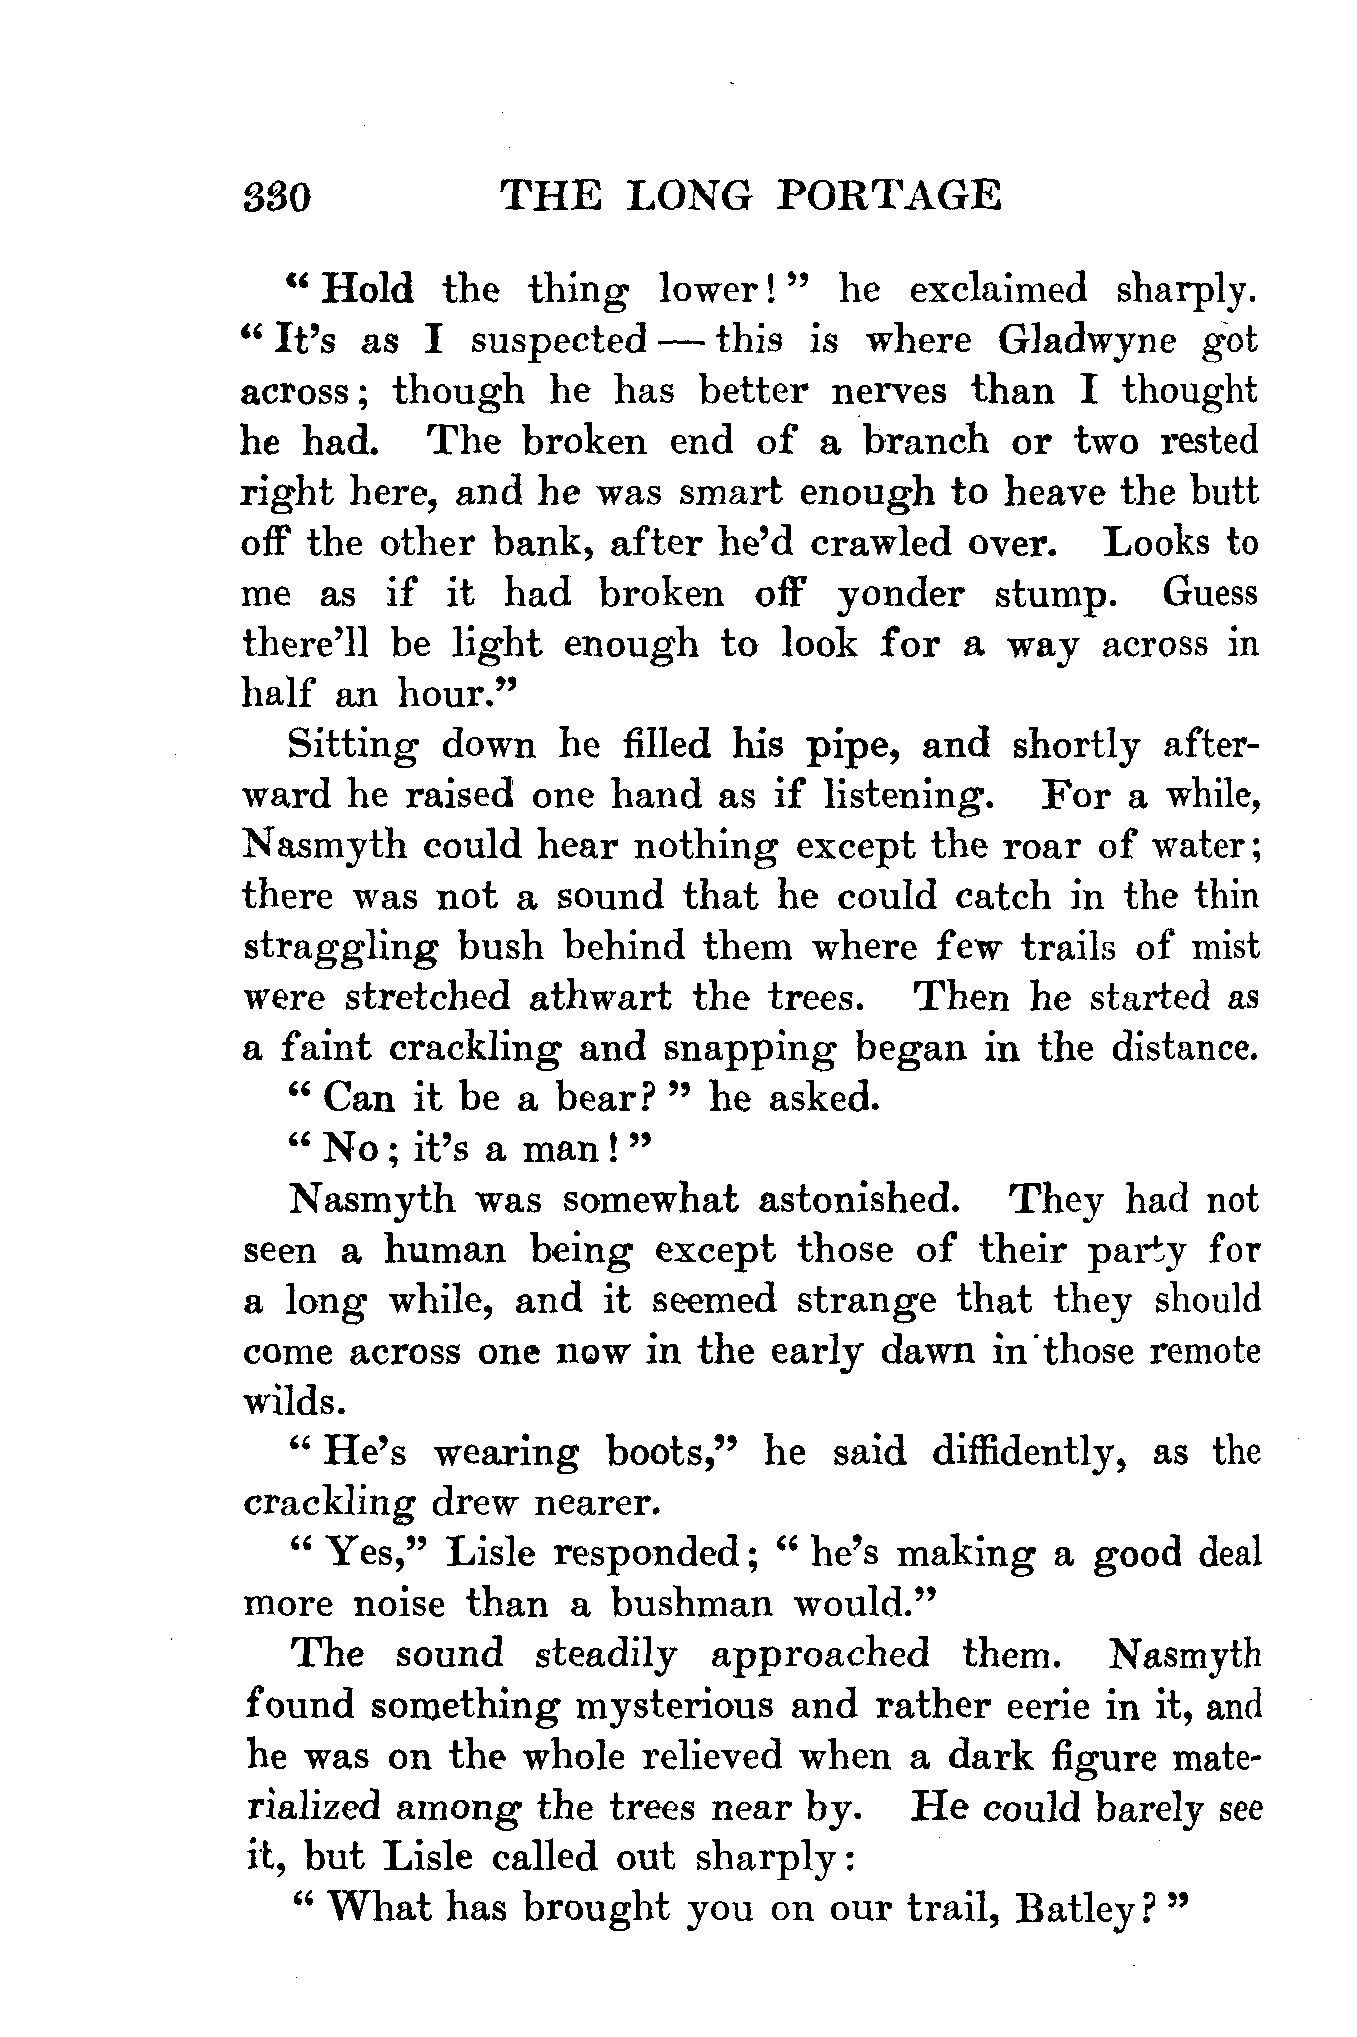 330 THE LONG PORTAGE
“ Hold the thing lower! ” he exclaimed sharply.
“ It’s as I suspected — this is where Gladwyne got
across; though he has better nerves than I thought
he had. The broken end of a branch or two rested
right here, and he was smart enough to heave the butt
off the other bank, after he’d crawled over. Looks to
me as if it had broken off yonder stump. Guess
there’ll be light enough to look for a way across in
half an hour.”
Sitting down he filled his pipe, and shortly after-
ward he raised one hand as if listening. For a while,
Nasmyth could hear nothing except the roar of water;
there was not a sound that he could catch in the thin
straggling bush behind them where few trails of mist
were stretched athwart the trees. Then he started as
a faint crackling and snapping began in the distance.
“ Can it be a bear? ” he asked.
“ No; it’s a man! ”
Nasmyth was somewhat astonished. They had not
seen a human being except those of their party for
a long while, and it seemed strange that they should
come across one now in the early dawn in those remote
wilds.
“ He’s wearing boots,” he said diffidently, as the
crackling drew nearer.
“ Yes,” Lisle responded; “ he’s making a good deal
more noise than a bushman would.”
The sound steadily approached them. Nasmyth
found something mysterious and rather eerie in it, and
he was on the whole relieved when a dark figure mate-
rialized among the trees near by. He could barely see
it, but Lisle called out sharply:
“ What has brought you on our trail, Batley? ”